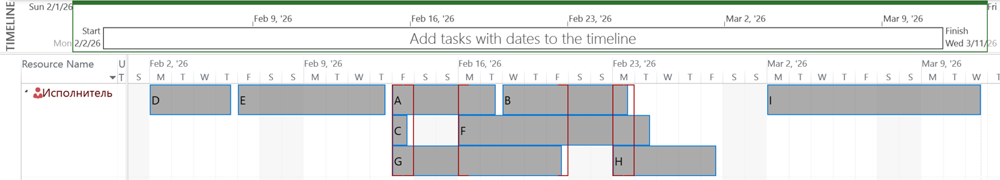 TIMELINE
Sun 2/1/26
Fri
Feb 9, '26 Feb 16, '26 Feb 23, '26 Mar 2, '26 Mar 9, '26
Start
Mon 2/2/26
Add tasks with dates to the timeline
Finish
Wed 3/11/26
Resource Name U
T
Feb 2, '26 Feb 9, '26 Feb 16, '26 Feb 23, '26 Mar 2, '26 Mar 9, '26
S M T W T F S S M T W T F S S M T W T F S S M T W T F S S M T W T F S S M T W T
Исполнитель
D E A B I
C F
G H